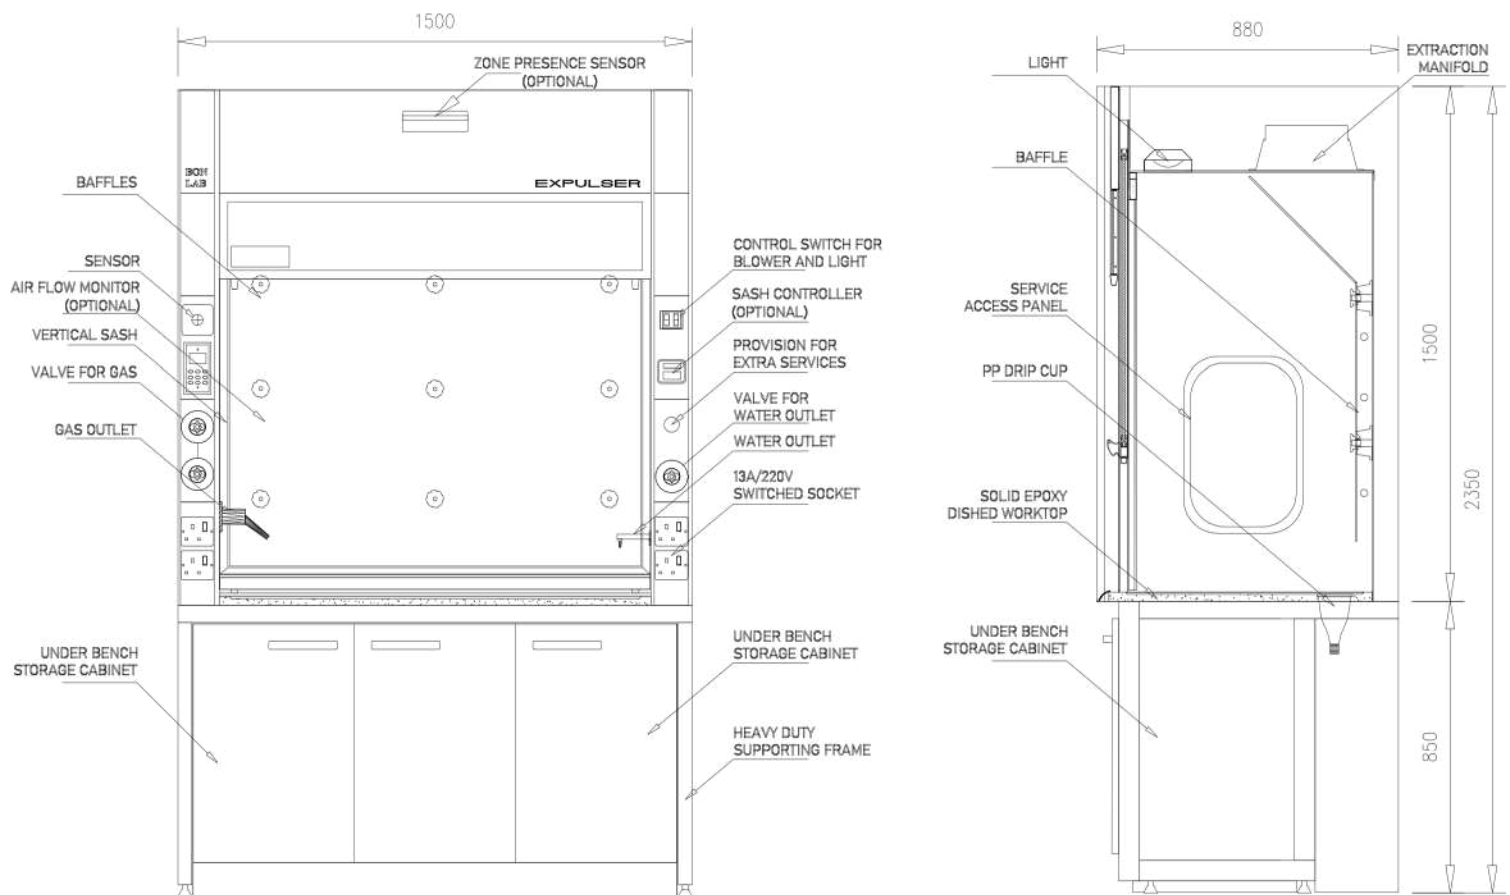 1500
ZONE PRESENCE SENSOR
(OPTIONAL)
BON
LAB
EXPULSER
BAFFLES
SENSOR
AIR FLOW MONITOR
(OPTIONAL)
VERTICAL SASH
VALVE FOR GAS
GAS OUTLET
UNDER BENCH
STORAGE CABINET
CONTROL SWITCH FOR
BLOWER AND LIGHT
SASH CONTROLLER
(OPTIONAL)
PROVISION FOR
EXTRA SERVICES
VALVE FOR
WATER OUTLET
WATER OUTLET
13A/220V
SWITCHED SOCKET
UNDER BENCH
STORAGE CABINET
HEAVY DUTY
SUPPORTING FRAME
880
LIGHT
EXTRACTION
MANIFOLD
BAFFLE
SERVICE
ACCESS PANEL
PP DRIP CUP
SOLID EPOXY
DISHED WORKTOP
UNDER BENCH
STORAGE CABINET
1500
2350
850